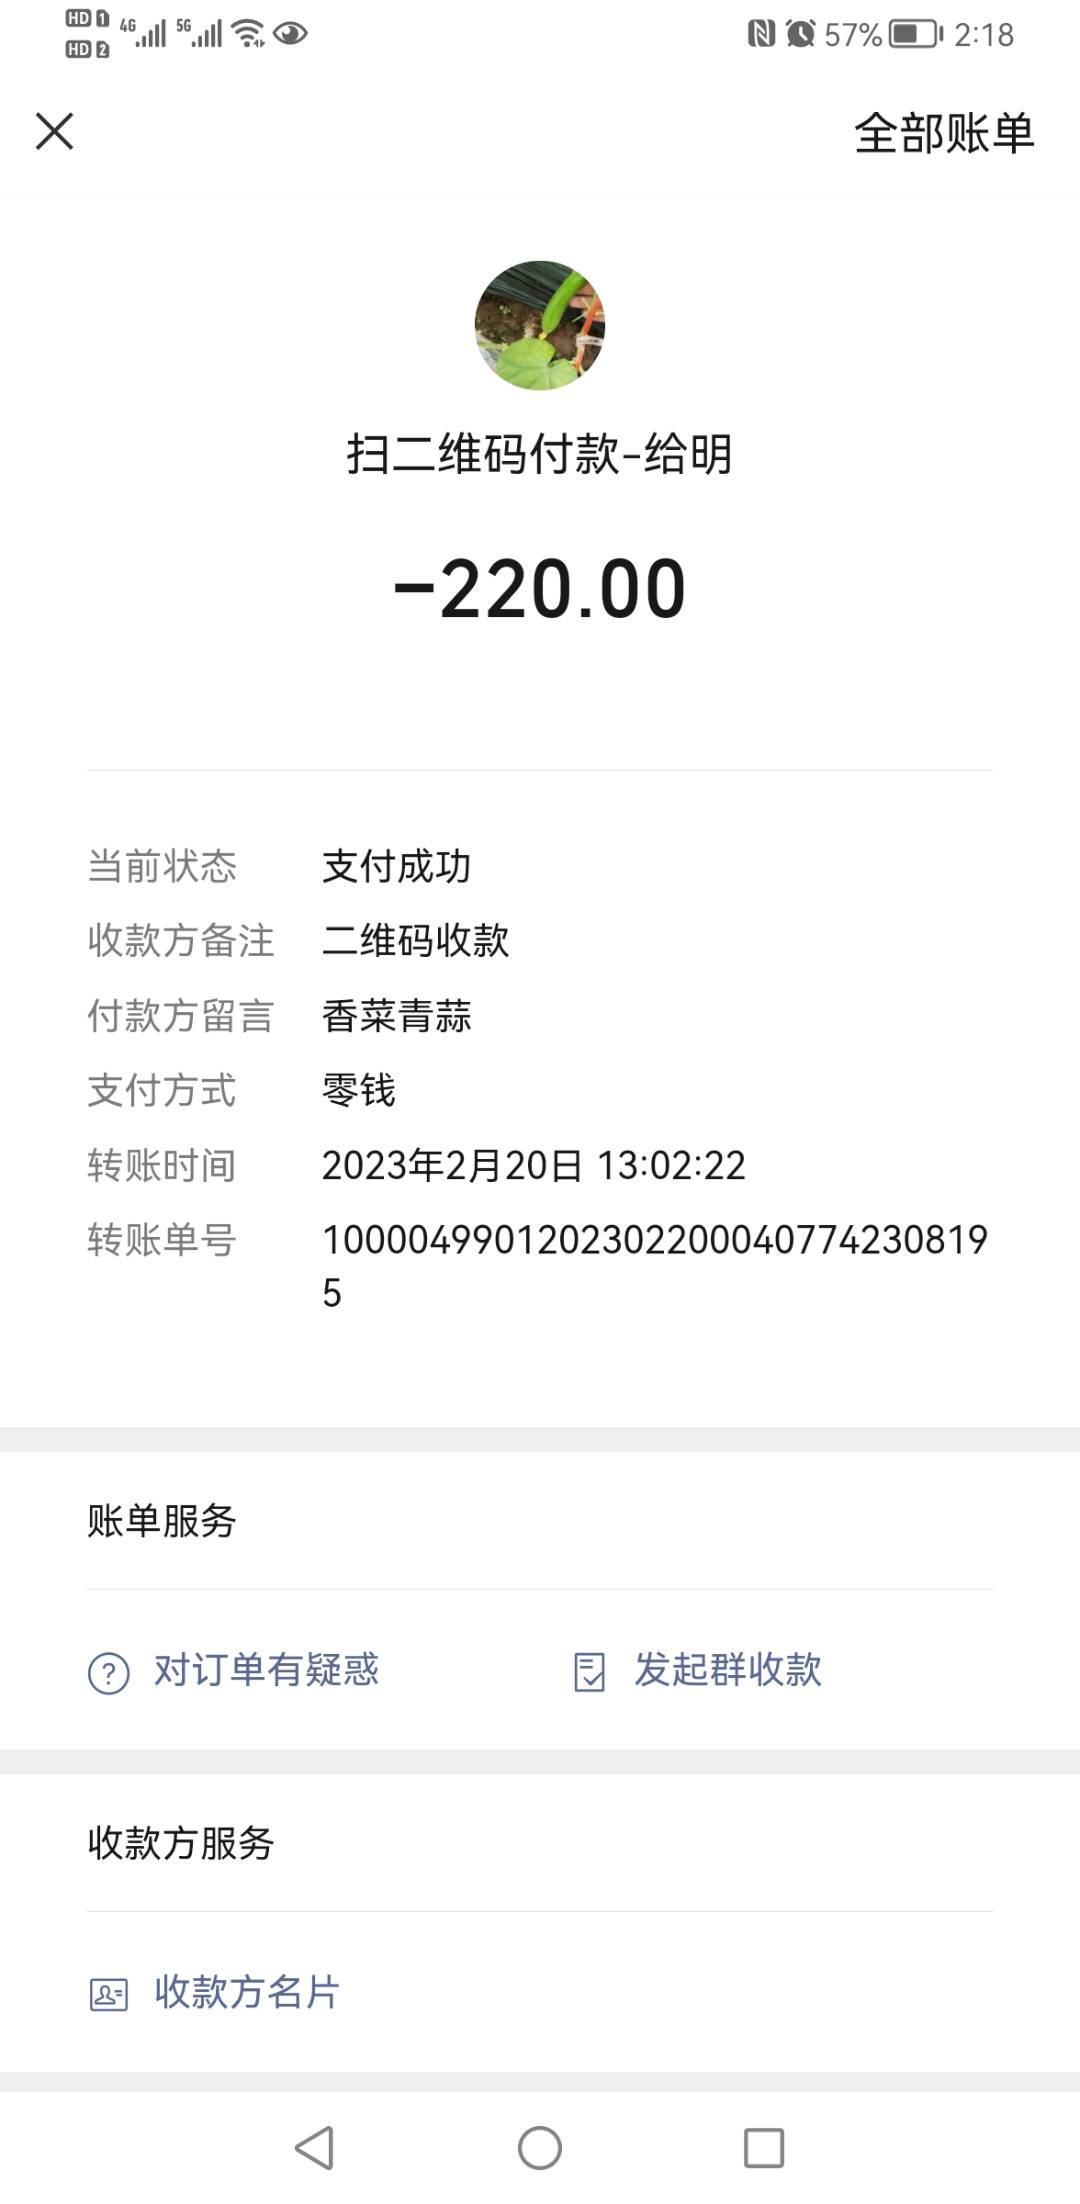 HD 1 4G 5G 57% 2:18
HD 2
全部账单
扫二维码付款-给明
-220.00
当前状态 支付成功
收款方备注 二维码收款
付款方留言 香菜青蒜
支付方式 零钱
转账时间 2023年2月20日 13:02:22
转账单号 100004990120230220004077423081​9
5
账单服务
对订单有疑惑 发起群收款
收款方服务
收款方名片